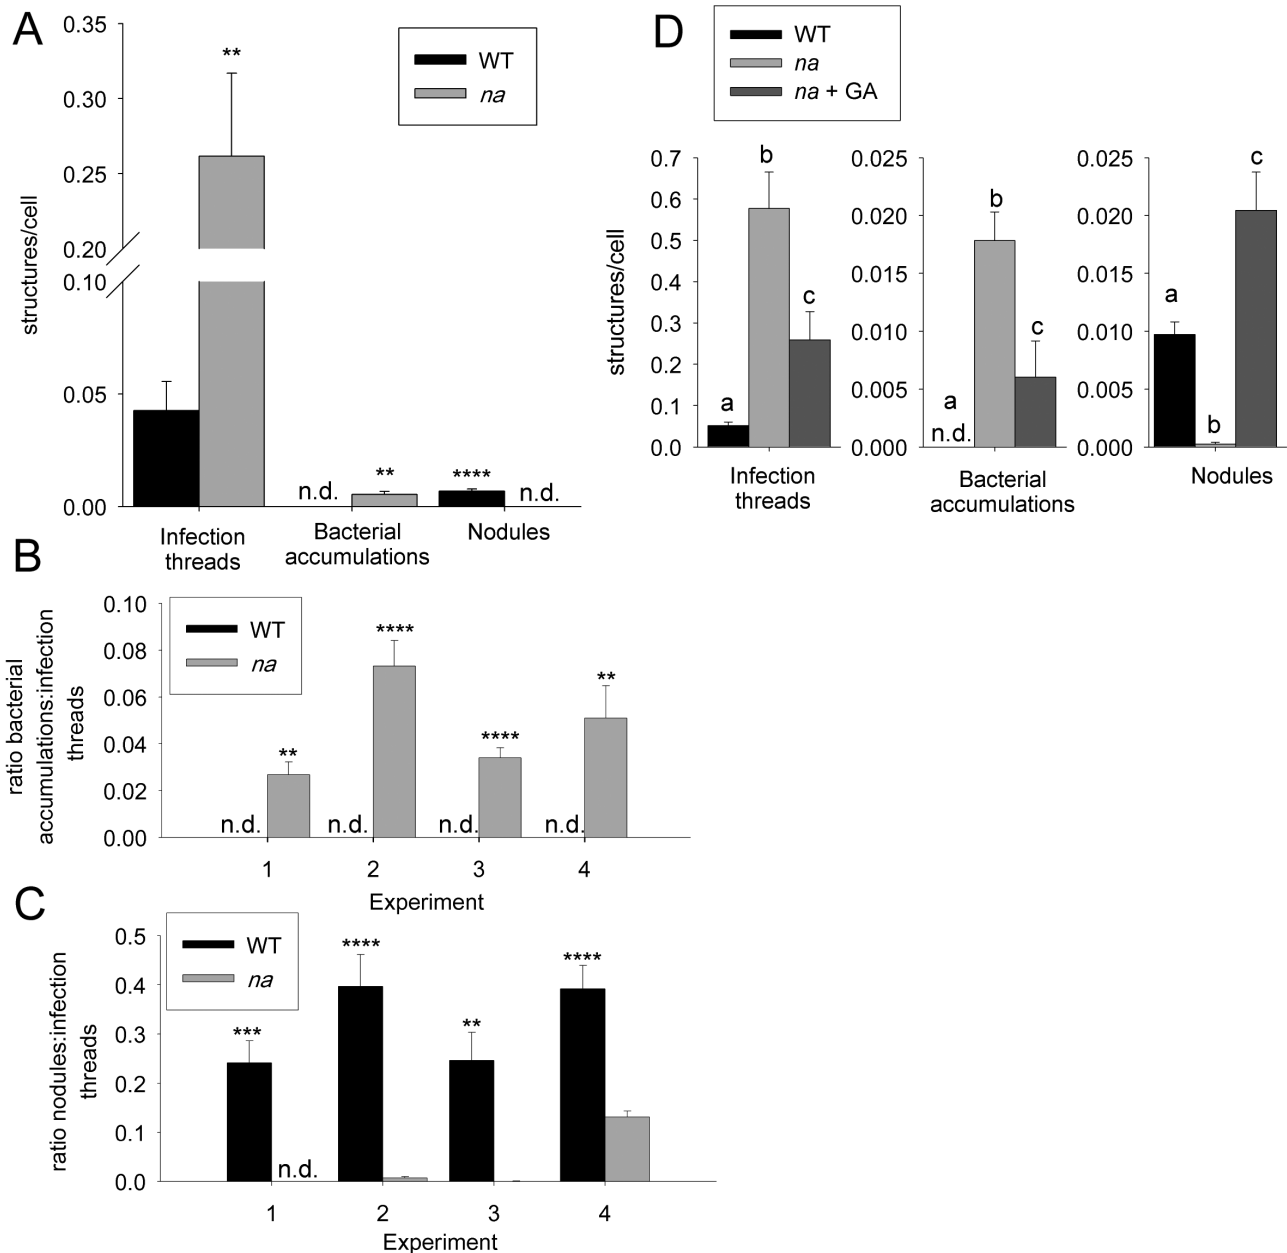 A
0.35
0.30
0.25
0.20
0.10
0.05
0.00
structures/cell
**
WT
na
n.d.
**
****
n.d.
Infection
threads
Bacterial
accumulations
Nodules
D
WT
na
na + GA
structures/cell
0.7
0.6
0.5
0.4
0.3
0.2
0.1
0.0
a
b
c
Infection
threads
0.025
0.020
0.015
0.010
0.005
0.000
a
n.d.
b
c
Bacterial
accumulations
0.025
0.020
0.015
0.010
0.005
0.000
a
b
c
Nodules
B
ratio bacterial
accumulations:infection
threads
0.10
0.08
0.06
0.04
0.02
0.00
WT
na
n.d.
**
n.d.
****
n.d.
****
n.d.
**
1
2
3
4
Experiment
C
ratio nodules:infection
threads
0.5
0.4
0.3
0.2
0.1
0.0
WT
na
***
n.d.
****
**
****
1
2
3
4
Experiment